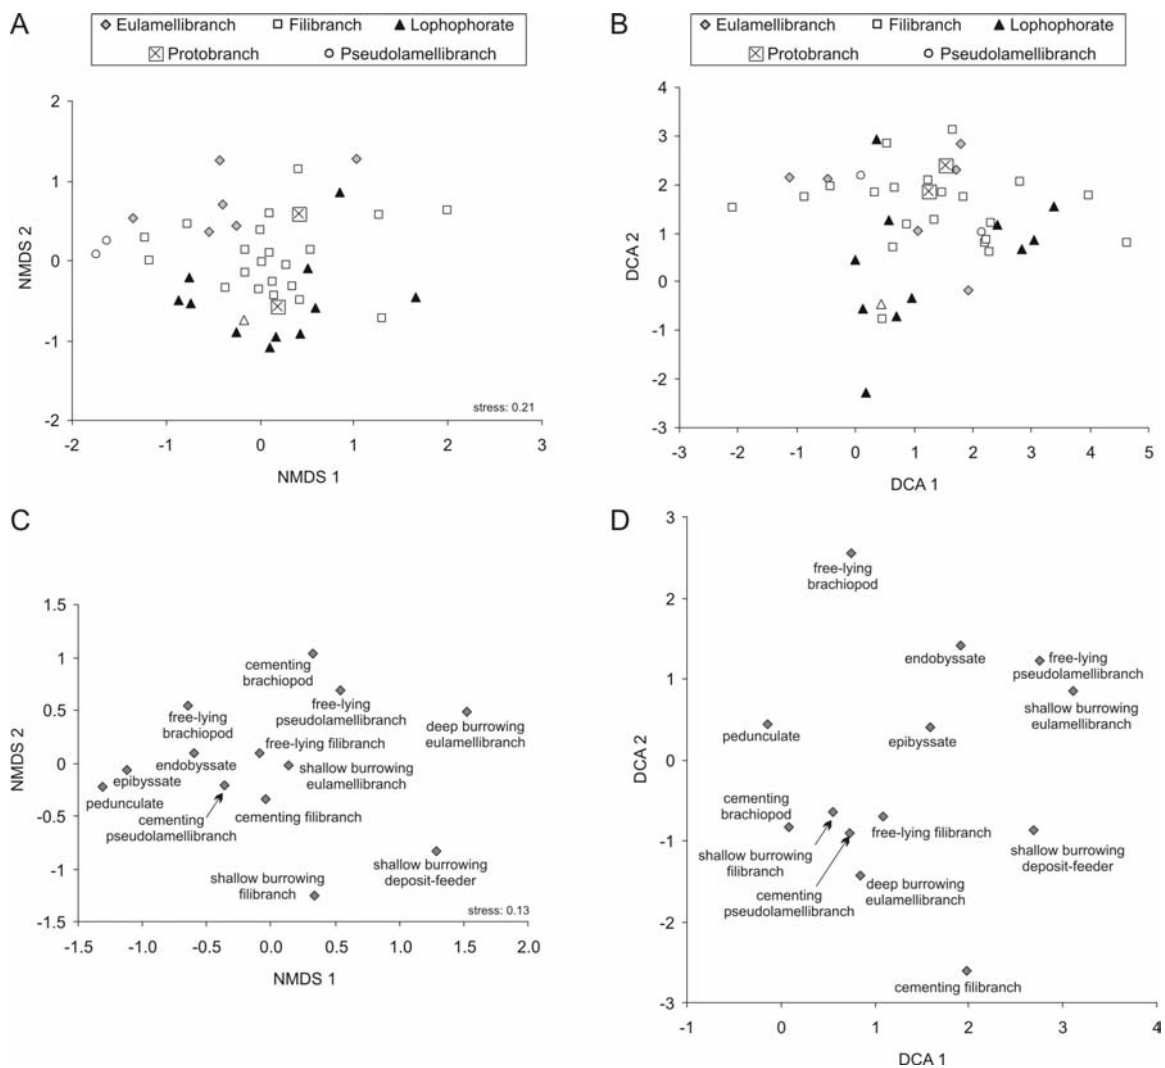 A
Eulamellibranch Filibranch Lophophorate
Protobranch Pseudolamellibranch
2
1
0
-1
-2
NMDS 2
stress: 0.21
-2 -1 0 1 2 3
NMDS 1
B
Eulamellibranch Filibranch Lophophorate
Protobranch Pseudolamellibranch
4
3
2
1
0
-1
-2
-3
DCA 2
-3 -2 -1 0 1 2 3 4 5
DCA 1
C
1.5
1
0.5
0
-0.5
-1
-1.5
NMDS 2
cementing
brachiopod
free-lying
pseudolamellibranch
free-lying
brachiopod
deep burrowing
eulamellibranch
free-lying filibranch
endobyssate
shallow burrowing
eulamellibranch
epibyssate
pedunculate
cementing
pseudolamellibranch
cementing filibranch
shallow burrowing
deposit-feeder
shallow burrowing
filibranch
stress: 0.13
-1.5 -1.0 -0.5 0.0 0.5 1.0 1.5 2.0
NMDS 1
D
3
2
1
0
-1
-2
-3
DCA 2
free-lying
brachiopod
endobyssate
free-lying
pseudolamellibranch
shallow burrowing
eulamellibranch
pedunculate
epibyssate
cementing
brachiopod
free-lying filibranch
shallow burrowing
filibranch
shallow burrowing
deposit-feeder
cementing
pseudolamellibranch
deep burrowing
eulamellibranch
cementing filibranch
-1 0 1 2 3 4
DCA 1